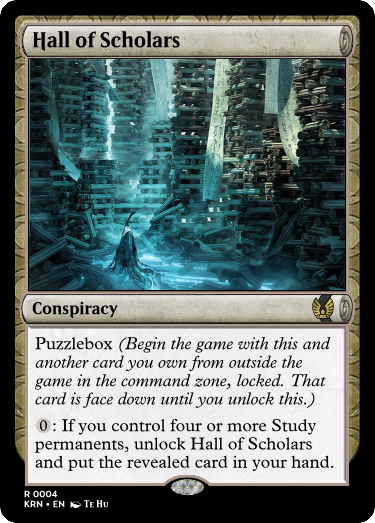 Hall of Scholars
Conspiracy
Puzzlebox (Begin the game with this and
another card you own from outside the
game in the command zone, locked. That
card is face down until you unlock this.)
0: If you control four or more Study
permanents, unlock Hall of Scholars
and put the revealed card in your hand.
R 0004
KRN • EN Te Hu